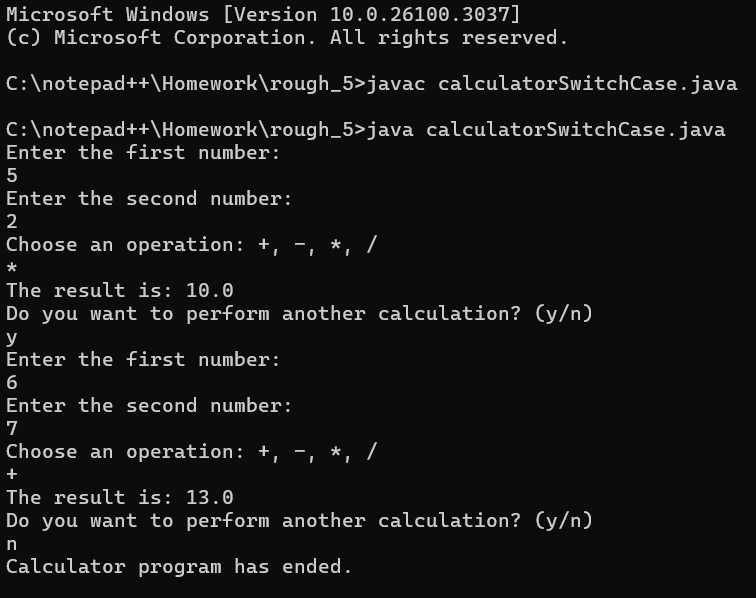 Microsoft Windows [Version 10.0.26100.3037]
(c) Microsoft Corporation. All rights reserved.
C:\notepad++\Homework\rough_5>javac calculatorSwitchCase.java
C:\notepad++\Homework\rough_5>java calculatorSwitchCase.java
Enter the first number:
5
Enter the second number:
2
Choose an operation: +, -, *, /
*
The result is: 10.0
Do you want to perform another calculation? (y/n)
y
Enter the first number:
6
Enter the second number:
7
Choose an operation: +, -, *, /
+
The result is: 13.0
Do you want to perform another calculation? (y/n)
n
Calculator program has ended.